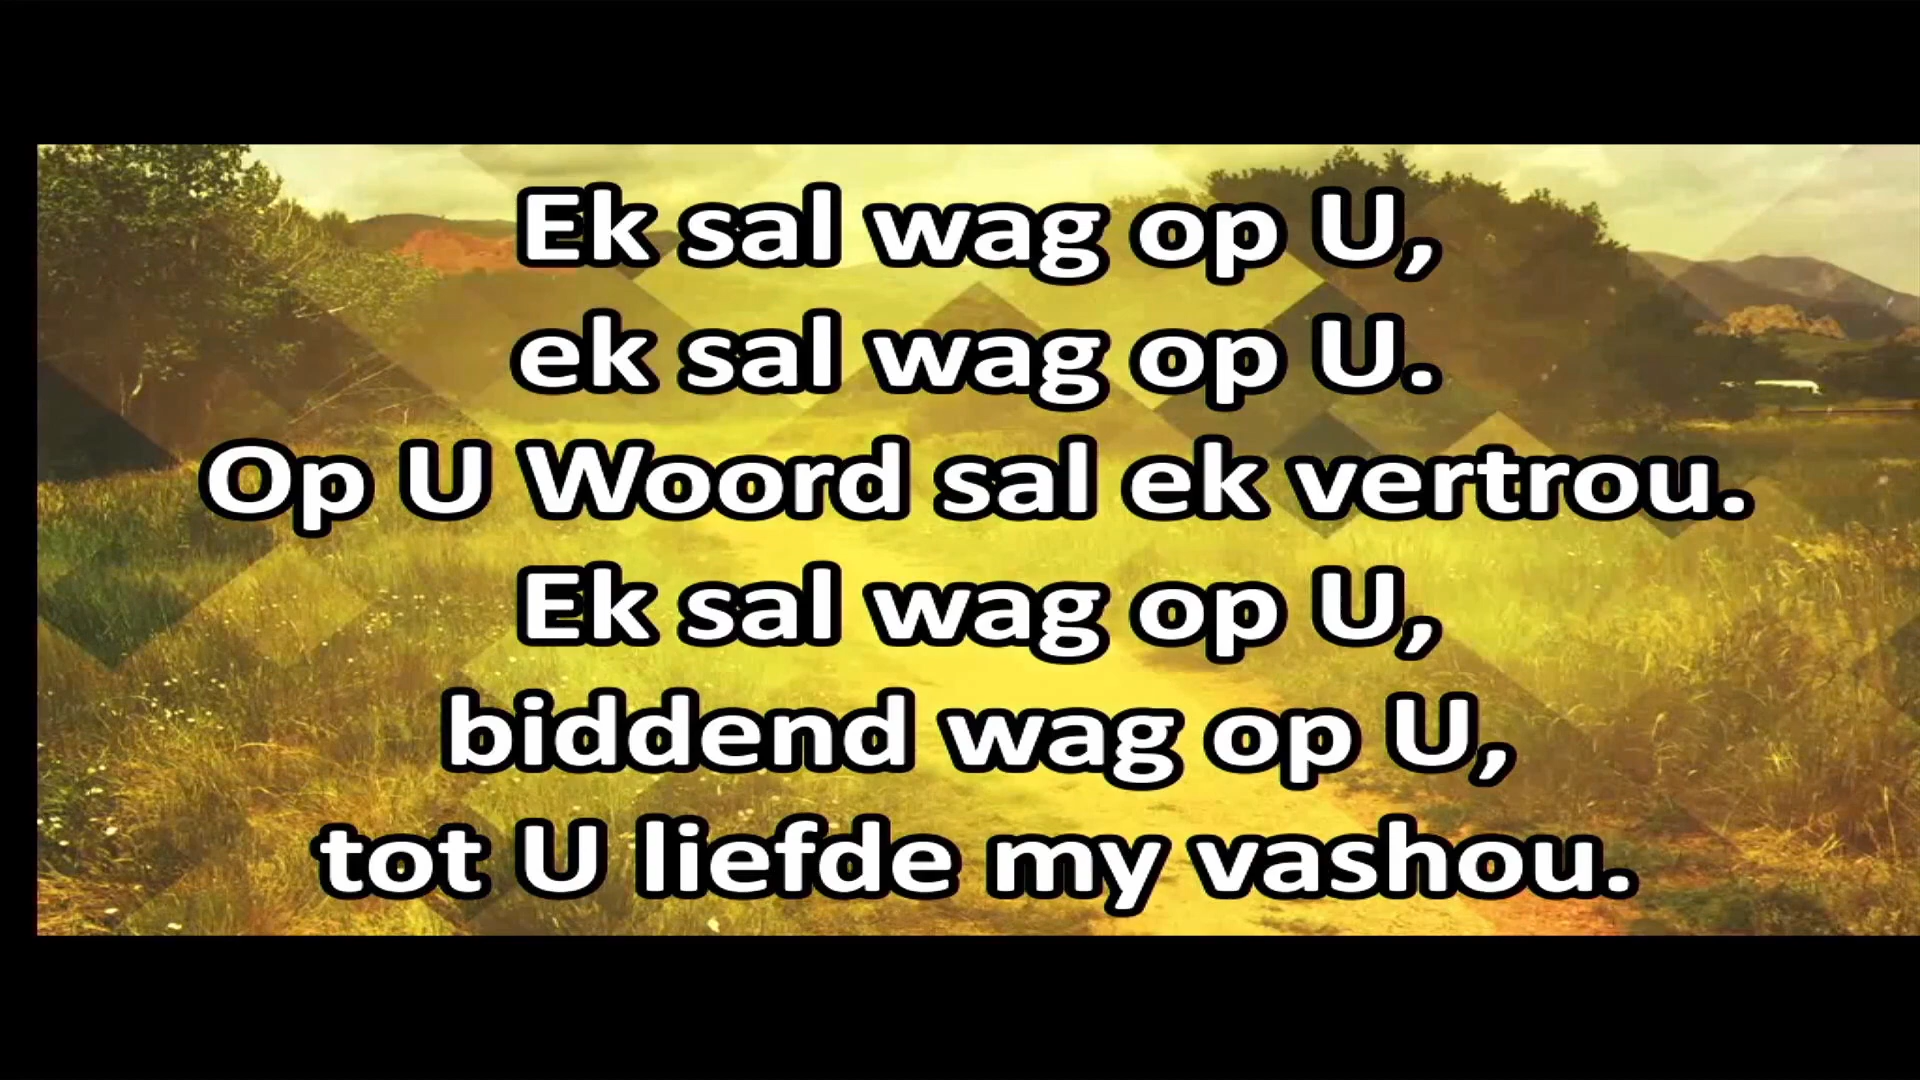 Ek sal wag op U,
ek sal wag op U.
Op U Woord sal ek vertrou.
Ek sal wag op U,
biddend wag op U,
tot U liefde my vashou.